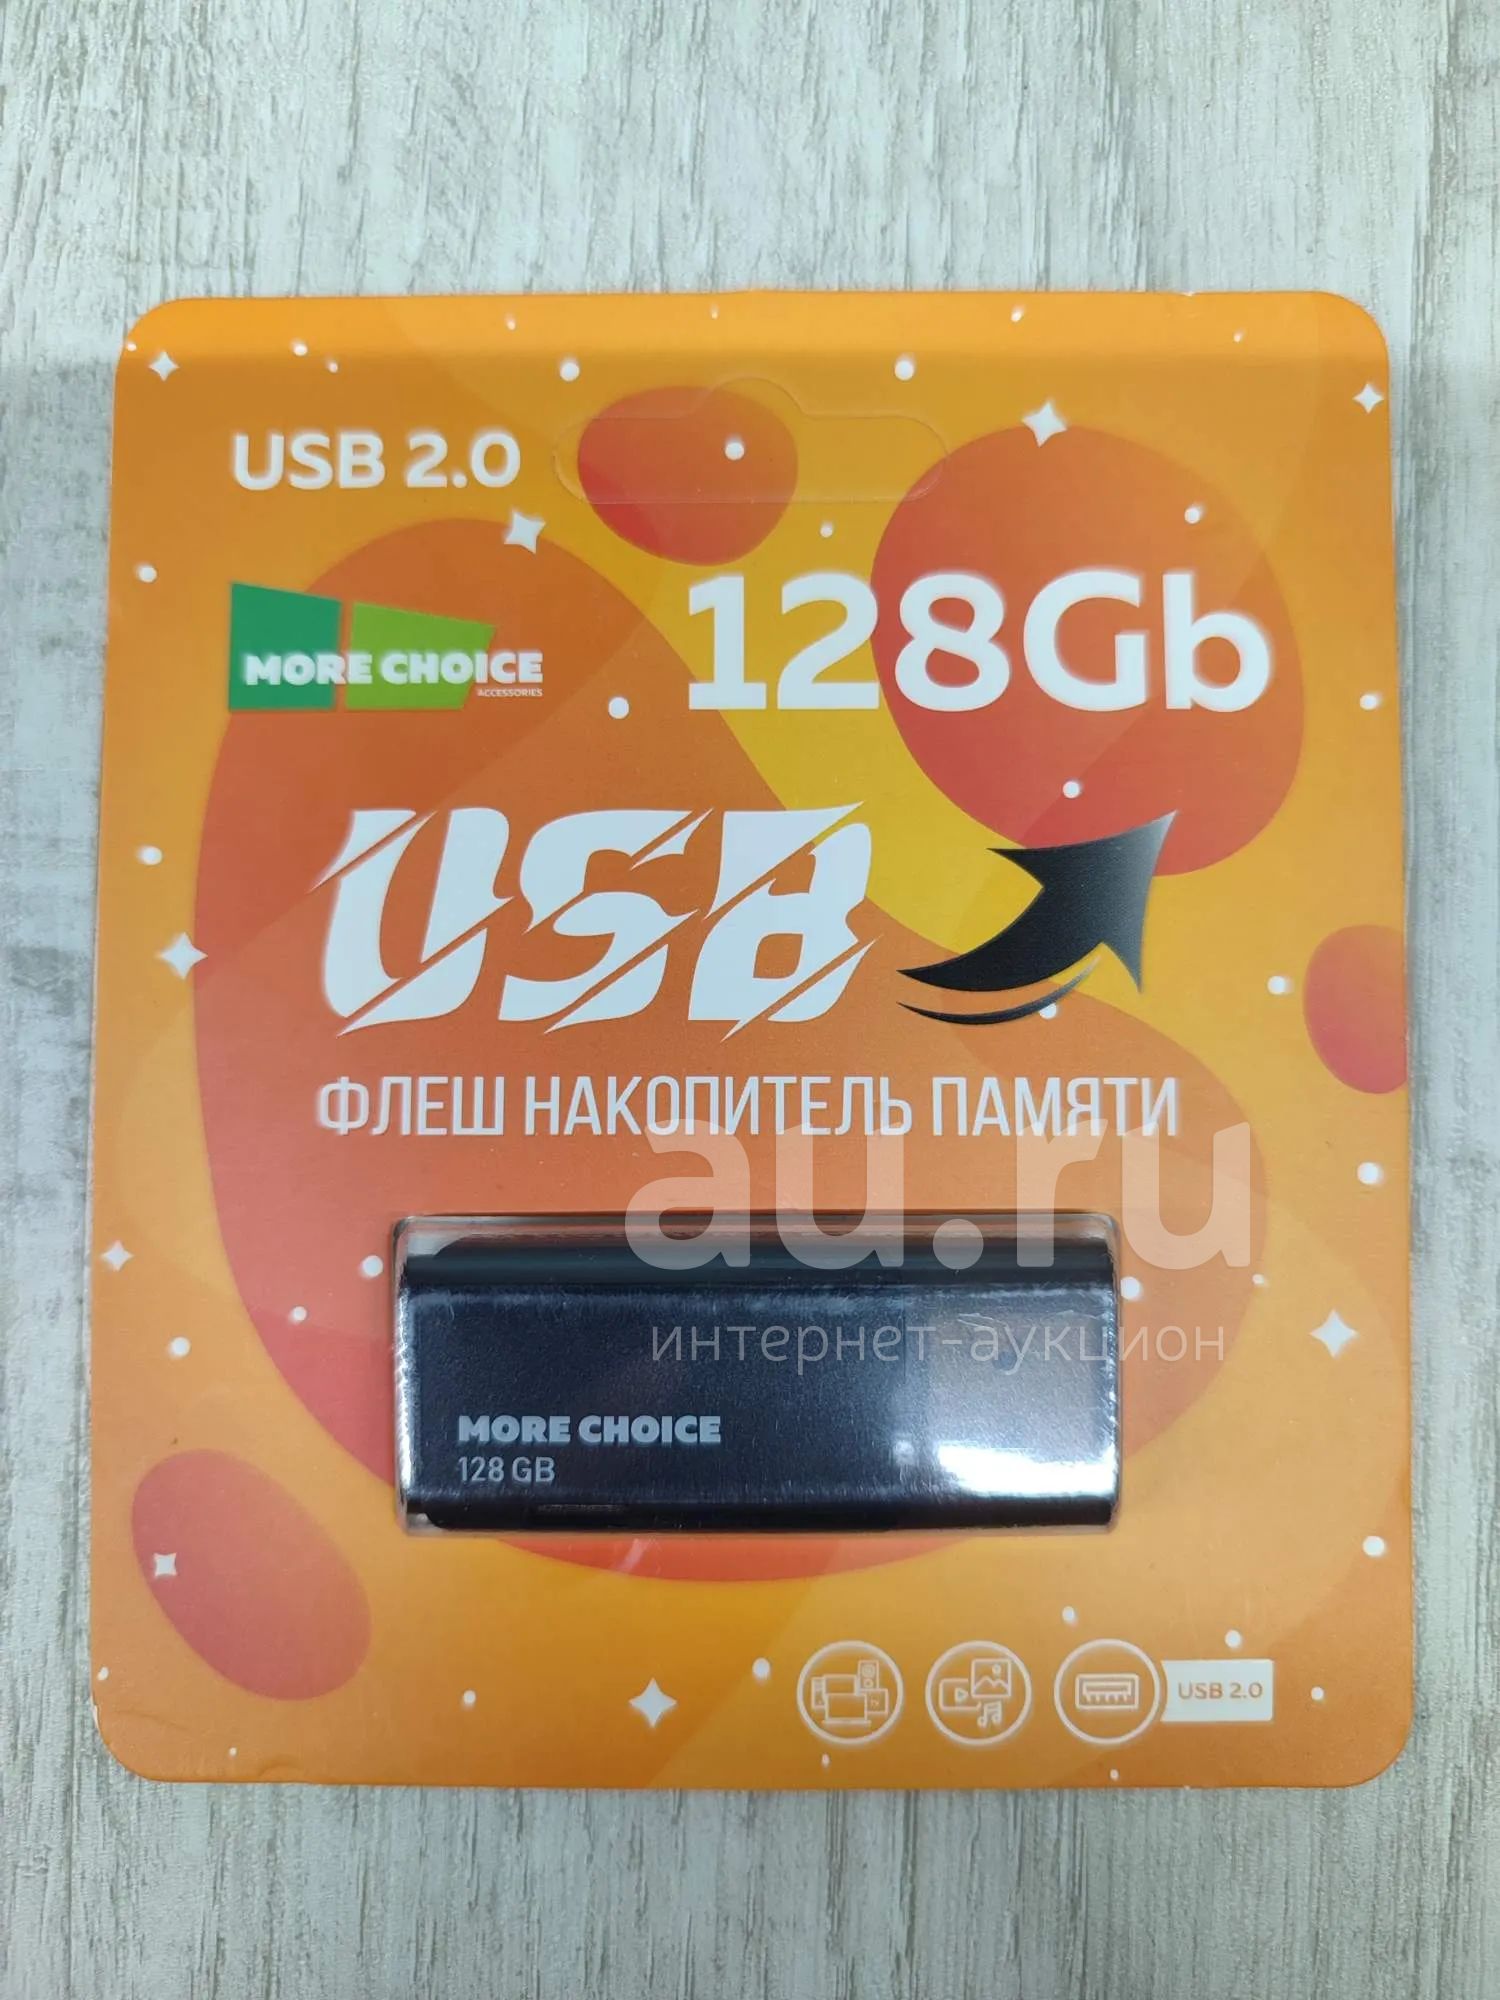 USB 2.0
128Gb
MORE CHOICE
ACCESSORIES
USB
ФЛЕШ НАКОПИТЕЛЬ ПАМЯТИ
au.ru
интернет-аукцион
MORE CHOICE
128 GB
USB 2.0